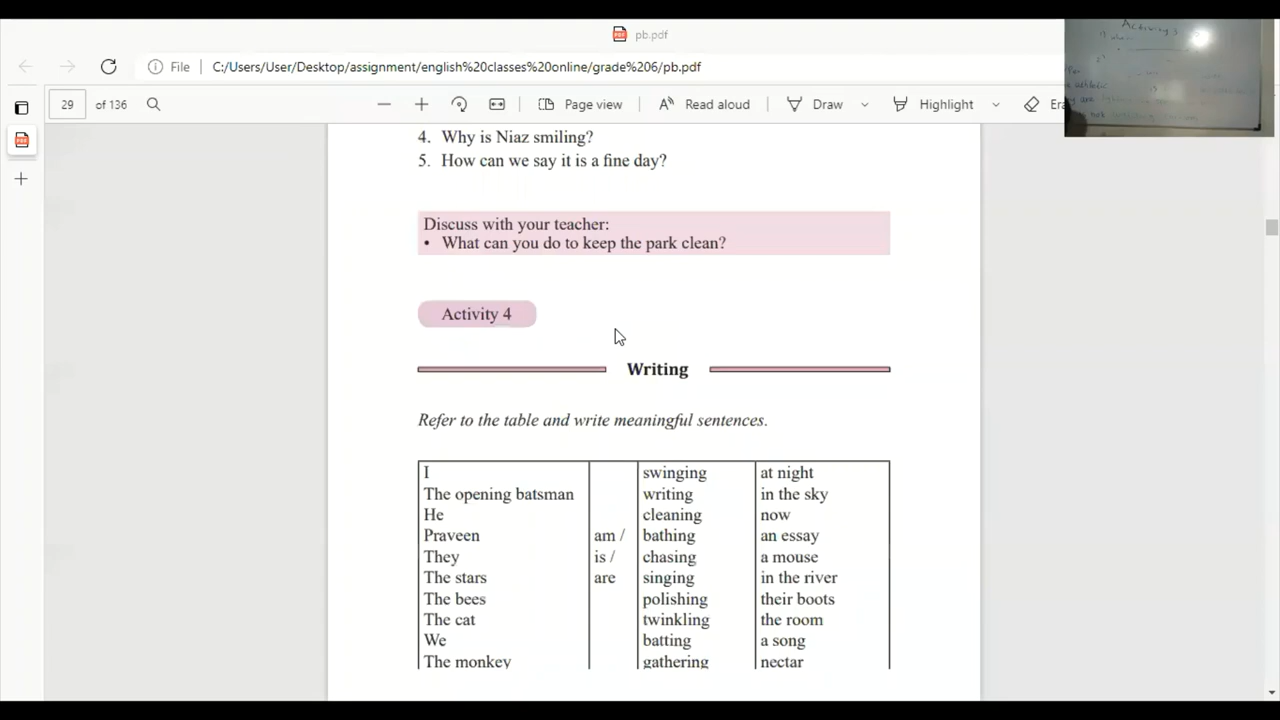 pb.pdf
File C:/Users/User/Desktop/assignment/english%20classes%20online/grade%206/pb.pdf
29 of 136 Page view Read aloud Draw Highlight
4. Why is Niaz smiling?
5. How can we say it is a fine day?
Discuss with your teacher:
• What can you do to keep the park clean?
Activity 4
Writing
Refer to the table and write meaningful sentences.
I swinging at night
The opening batsman writing in the sky
He cleaning now
Praveen am / bathing an essay
They is / chasing a mouse
The stars are singing in the river
The bees polishing their boots
The cat twinkling the room
We batting a song
The monkey gathering nectar